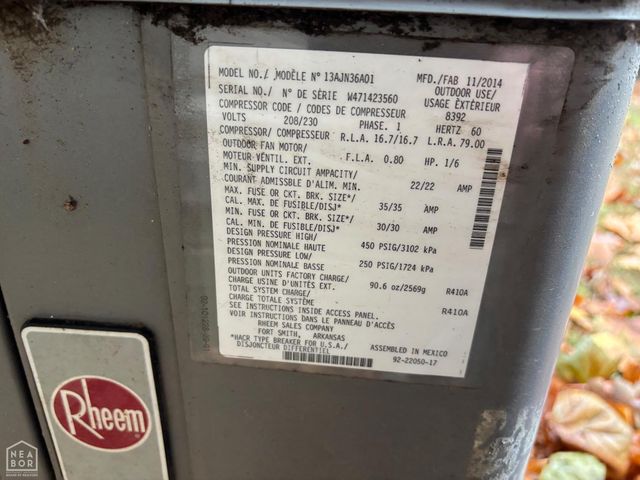 MODEL NO./ MODÈLE N° 13AJN36A01 MFD./FAB 11/2014
SERIAL NO./ N° DE SÉRIE W471423560 OUTDOOR USE/
USAGE EXTÉRIEUR
COMPRESSOR CODE / CODES DE COMPRESSEUR 8392
VOLTS 208/230 PHASE. 1 HERTZ 60
COMPRESSOR/ COMPRESSEUR R.L.A. 16.7/16.7 L.R.A. 79.00
OUTDOOR FAN MOTOR/
MOTEUR VENTIL. EXT. F.L.A. 0.80 HP. 1/6
MIN. SUPPLY CIRCUIT AMPACITY/
COURANT ADMISSBLE D'ALIM. MIN. 22/22 AMP
MAX. FUSE OR CKT. BRK. SIZE*/
CAL. MAX. DE FUSIBLE/DISJ* 35/35 AMP
MIN. FUSE OR CKT. BRK. SIZE*/
CAL. MIN. DE FUSIBLE/DISJ* 30/30 AMP
DESIGN PRESSURE HIGH/
PRESSION NOMINALE HAUTE 450 PSIG/3102 kPa
DESIGN PRESSURE LOW/
PRESSION NOMINALE BASSE 250 PSIG/1724 kPa
OUTDOOR UNITS FACTORY CHARGE/
CHARGE USINE D'UNITÉS EXT. 90.6 oz/2569g R410A
TOTAL SYSTEM CHARGE/
CHARGE TOTALE SYSTÈME R410A
SEE INSTRUCTIONS INSIDE ACCESS PANEL.
VOIR INSTRUCTIONS DANS LE PANNEAU D'ACCÈS
RHEEM SALES COMPANY
FORT SMITH, ARKANSAS
*HACR TYPE BREAKER FOR U.S.A./
DISJONCTEUR DIFFERENTIEL ASSEMBLED IN MEXICO
92-22050-17
Rheem
NEA
BOR